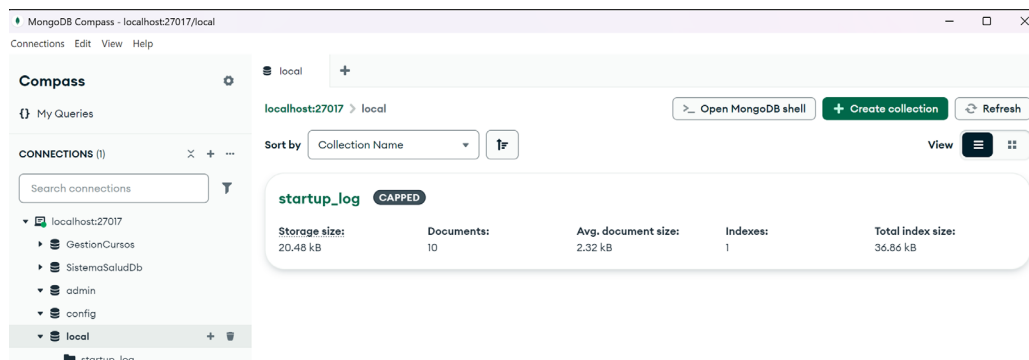 MongoDB Compass - localhost:27017/local
Connections Edit View Help
Compass
{} My Queries
CONNECTIONS (1)
Search connections
localhost:27017
GestionCursos
SistemaSaludDb
admin
config
local
startup_log
local
localhost:27017 > local
>_ Open MongoDB shell
+ Create collection
Refresh
Sort by Collection Name
View
startup_log CAPPED
Storage size: Documents: Avg. document size: Indexes: Total index size:
20.48 kB 10 2.32 kB 1 36.86 kB